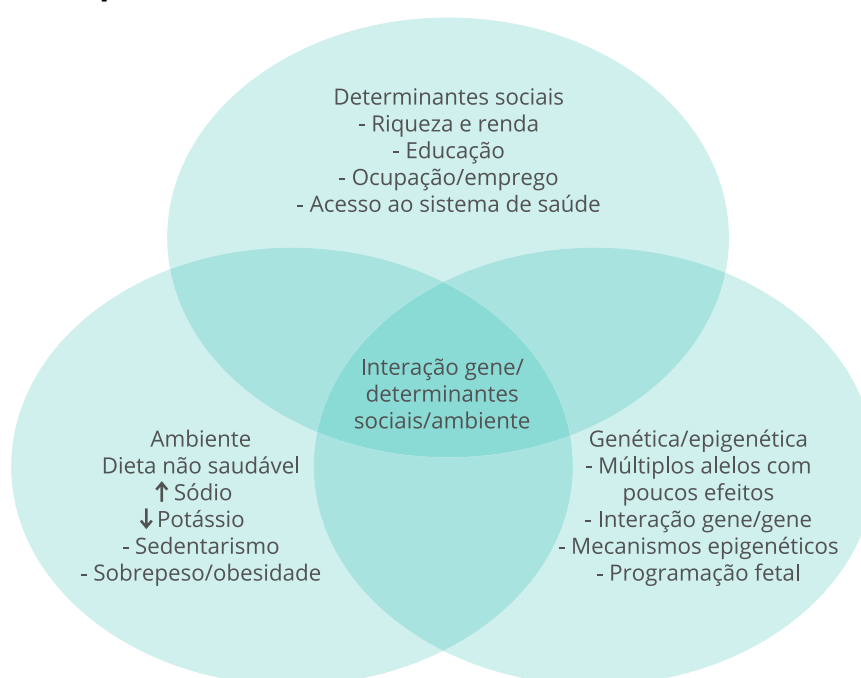 Determinantes sociais
- Riqueza e renda
- Educação
- Ocupação/emprego
- Acesso ao sistema de saúde
Interação gene/
determinantes
sociais/ambiente
Ambiente
Dieta não saudável
↑ Sódio
↓ Potássio
- Sedentarismo
- Sobrepeso/obesidade
Genética/epigenética
- Múltiplos alelos com
poucos efeitos
- Interação gene/gene
- Mecanismos epigenéticos
- Programação fetal